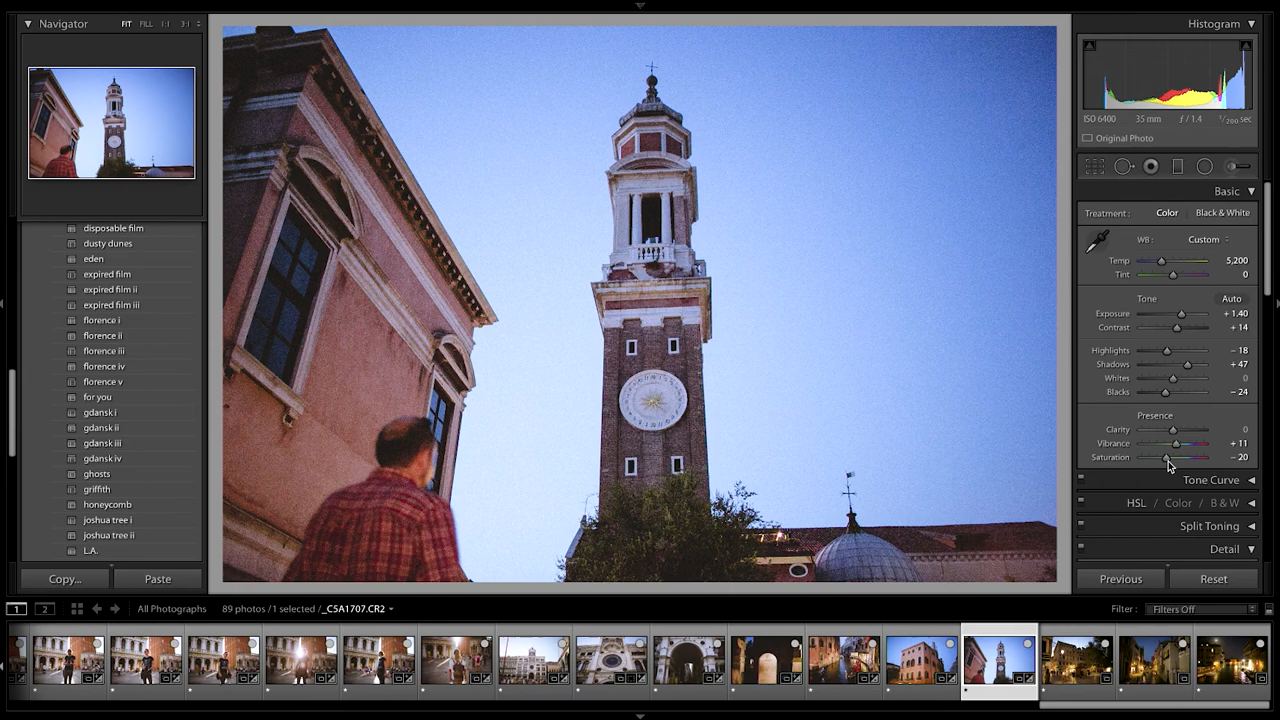 Navigator
FIT FILL 1:1 3:1
disposable film
dusty dunes
eden
expired film
expired film ii
expired film iii
florence i
florence ii
florence iii
florence iv
florence v
for you
gdansk i
gdansk ii
gdansk iii
gdansk iv
ghosts
griffith
honeycomb
joshua tree i
joshua tree ii
L.A.
Copy...
Paste
Histogram
ISO 6400 35 mm ƒ / 1.4 1/200 sec
Original Photo
Basic
Treatment : Color Black & White
WB : Custom
Temp 5,200
Tint 0
Tone Auto
Exposure + 1.40
Contrast + 14
Highlights − 18
Shadows + 47
Whites 0
Blacks − 24
Presence
Clarity 0
Vibrance + 11
Saturation − 20
Tone Curve
HSL / Color / B & W
Split Toning
Detail
Previous
Reset
1 2 All Photographs 89 photos /1 selected /_C5A1707.CR2
Filter : Filters Off